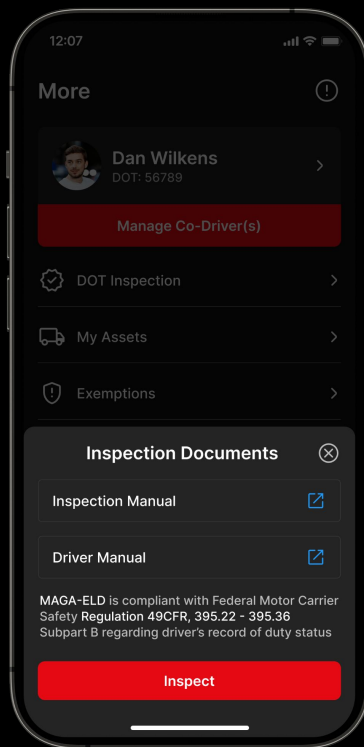 12:07
More
Dan Wilkens
DOT: 56789
Manage Co-Driver(s)
DOT Inspection
My Assets
Exemptions
Inspection Documents
Inspection Manual
Driver Manual
MAGA-ELD is compliant with Federal Motor Carrier
Safety Regulation 49CFR, 395.22 - 395.36
Subpart B regarding driver's record of duty status
Inspect